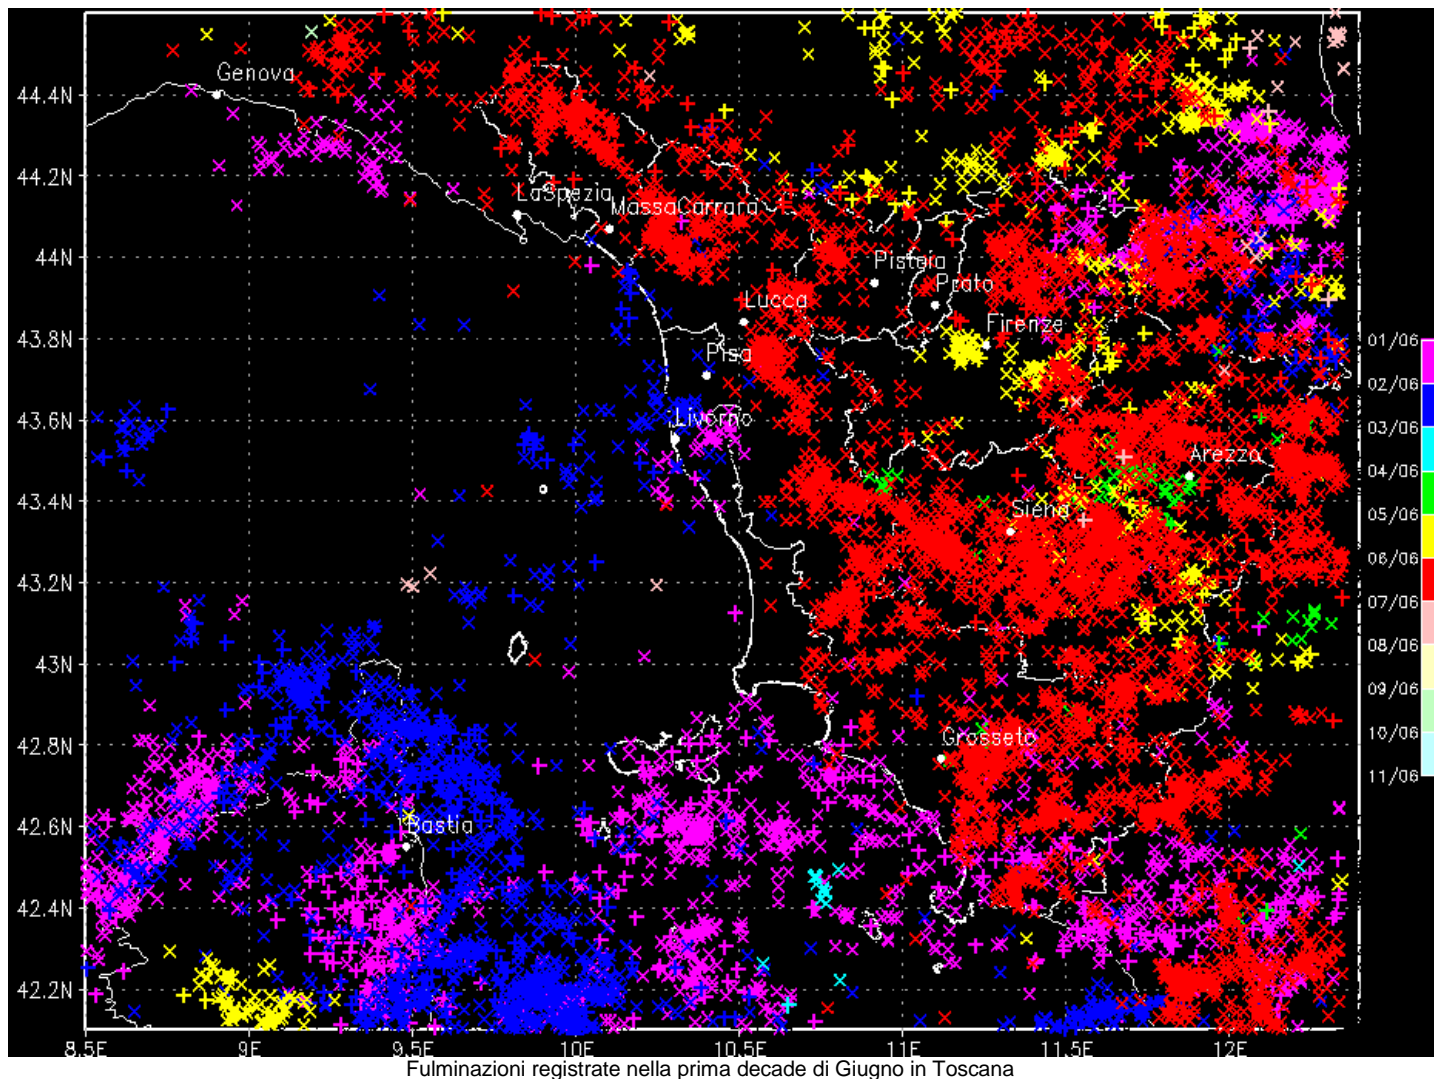 Genova
44.4N
44.2N
LaSpezia
MassaCarrara
44N
Pistoia
Prato
Lucca
Firenze
43.8N
Pisa
43.6N
Livorno
Arezzo
43.4N
Siena
43.2N
43N
42.8N
Grosseto
42.6N
Bastia
42.4N
42.2N
8.5E 9E 9.5E 10E 10.5E 11E 11.5E 12E
01/06
02/06
03/06
04/06
05/06
06/06
07/06
08/06
09/06
10/06
11/06
Fulminazioni registrate nella prima decade di Giugno in Toscana